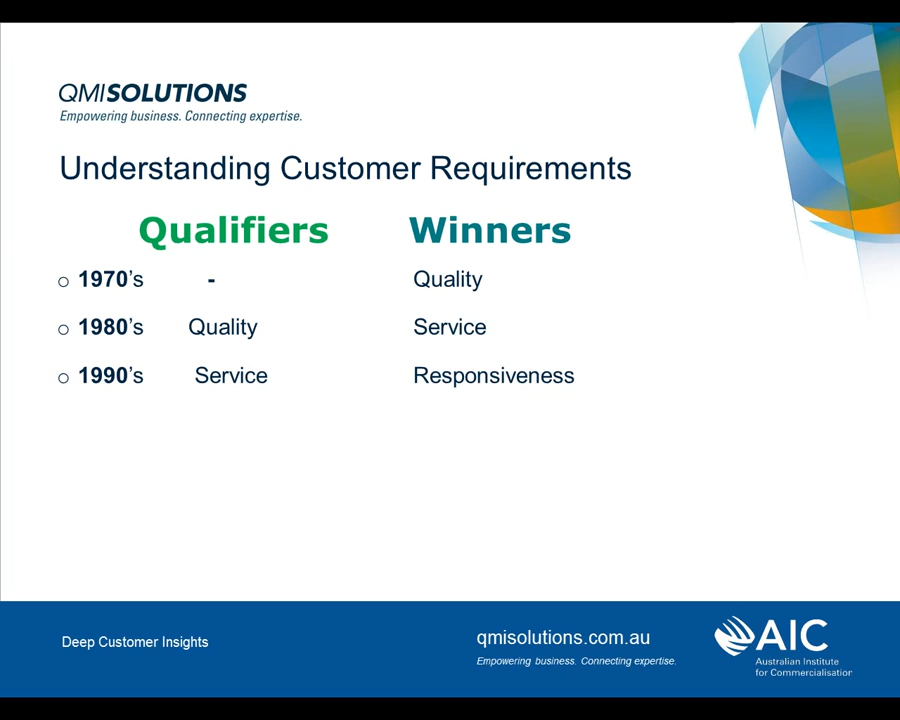 QMISOLUTIONS
Empowering business. Connecting expertise.
Understanding Customer Requirements
Qualifiers Winners
o 1970's - Quality
o 1980's Quality Service
o 1990's Service Responsiveness
Deep Customer Insights
qmisolutions.com.au
Empowering business. Connecting expertise.
AIC
Australian Institute
for Commercialisation